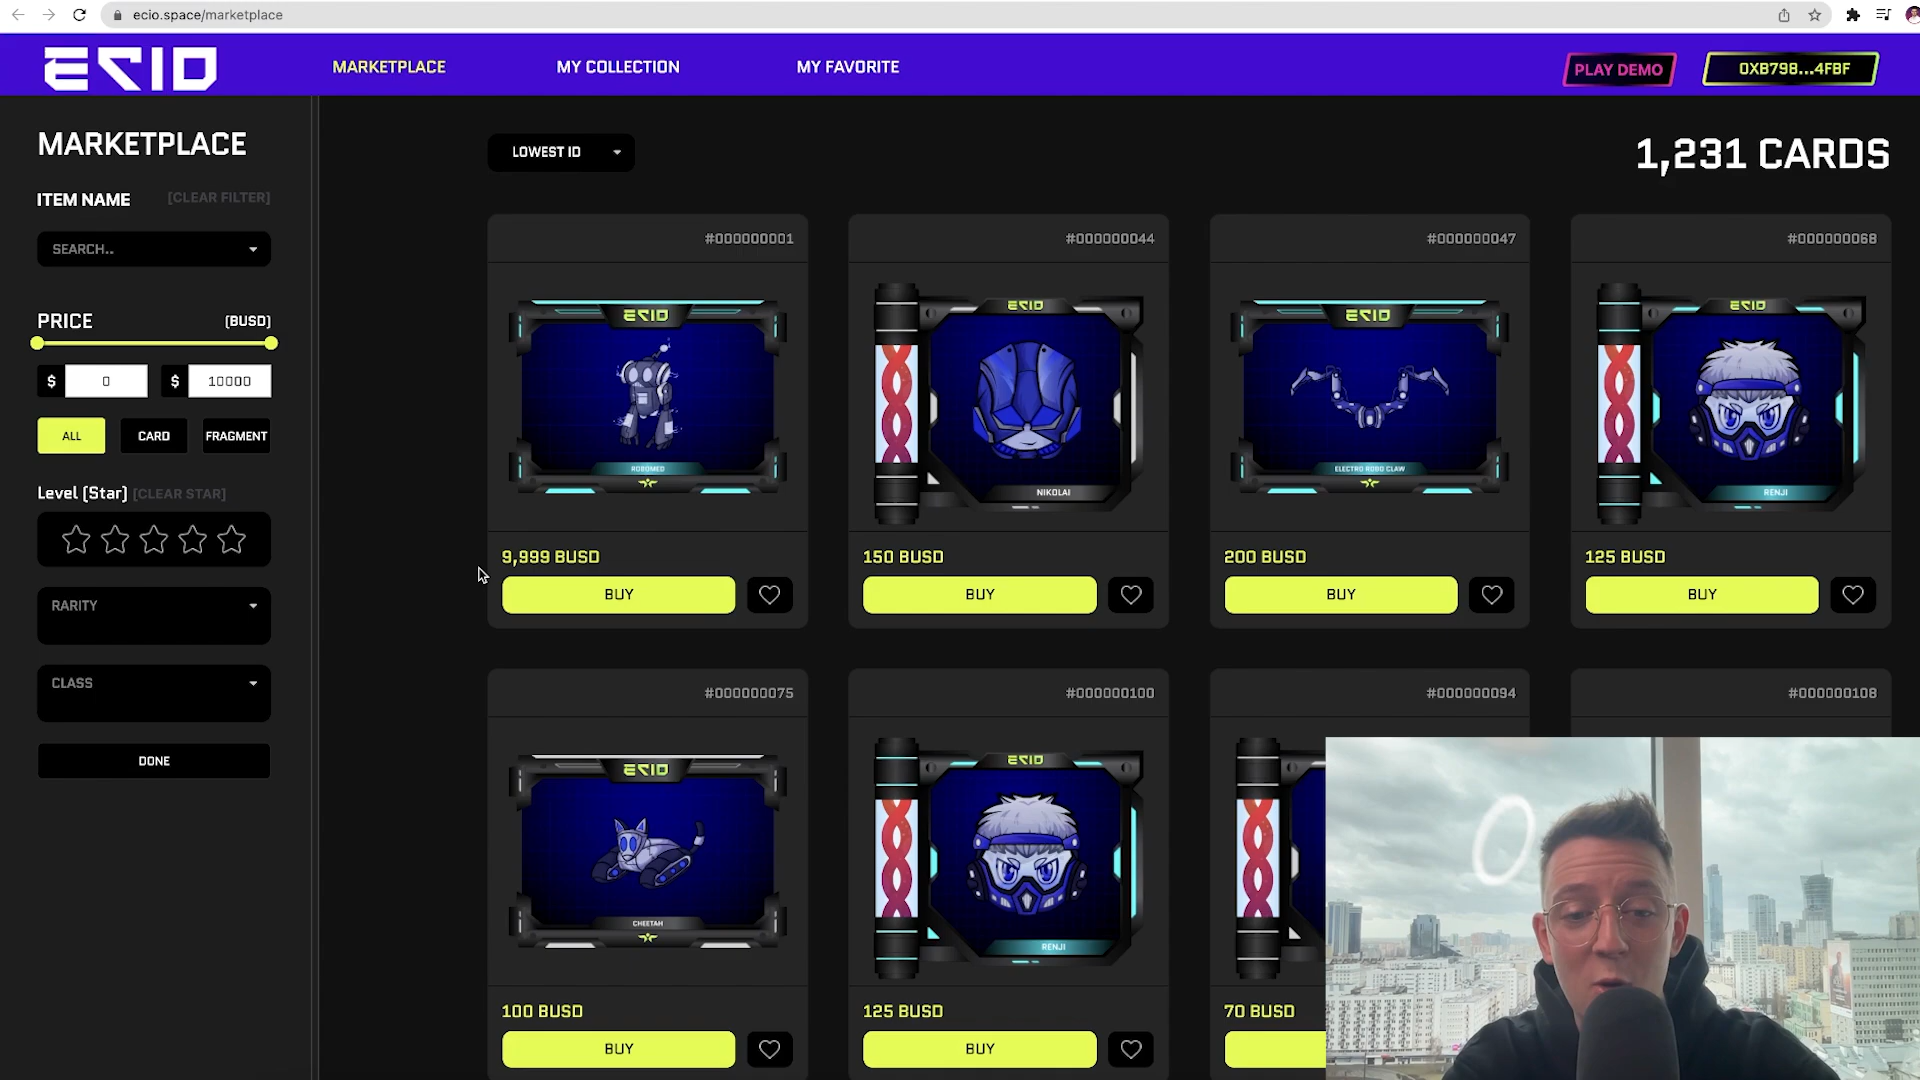 ecio.space/marketplace
ECIO
MARKETPLACE
MY COLLECTION
MY FAVORITE
PLAY DEMO
0XB798...4FBF
MARKETPLACE
ITEM NAME
[CLEAR FILTER]
SEARCH..
PRICE
[BUSD]
$ 0
$ 10000
ALL
CARD
FRAGMENT
Level [Star] [CLEAR STAR]
RARITY
CLASS
DONE
LOWEST ID
1,231 CARDS
#000000001
ECIO
ROBOMED
9,999 BUSD
BUY
#000000044
ECIO
NIKOLAI
150 BUSD
BUY
#000000047
ECIO
ELECTRO ROBO CLAW
200 BUSD
BUY
#000000068
ECIO
RENJI
125 BUSD
BUY
#000000075
ECIO
CHEETAH
100 BUSD
BUY
#000000100
ECIO
RENJI
125 BUSD
BUY
#000000094
70 BUSD
#000000108